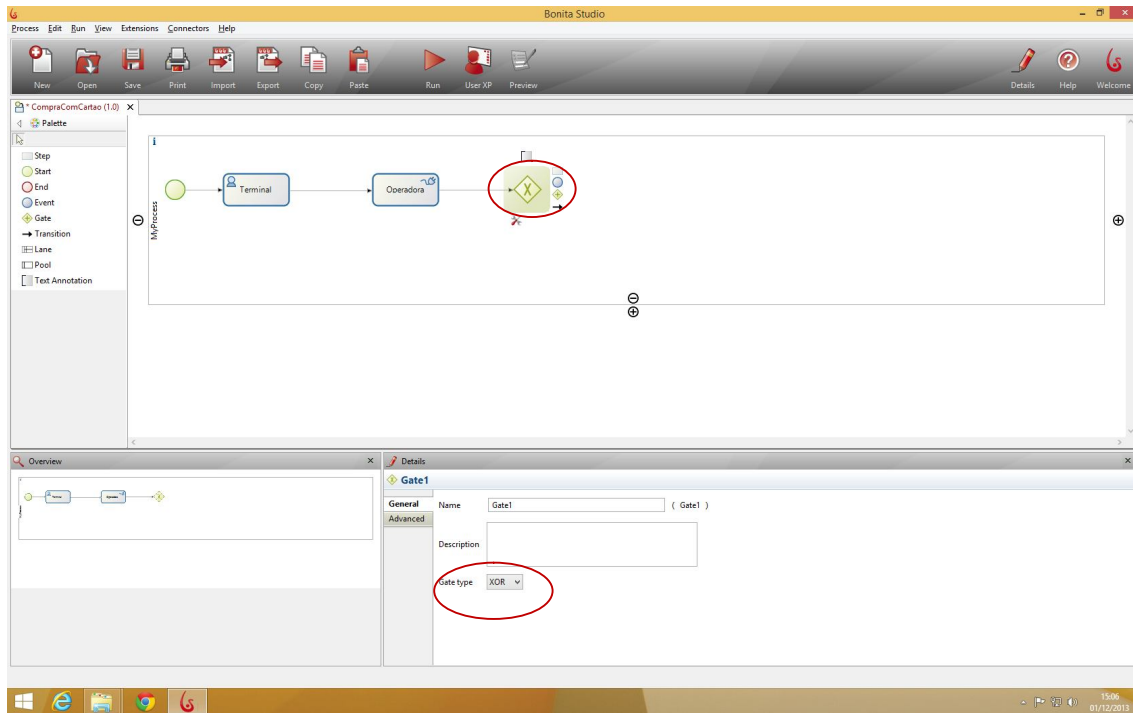 Bonita Studio
Process Edit Run View Extensions Connectors Help
New Open Save Print Import Export Copy Paste Run User XP Preview Details Help Welcome
* CompraComCartao (1.0)
Palette
Step
Start
End
Event
Gate
Transition
Lane
Pool
Text Annotation
MyProcess
Terminal
Operadora
X
Overview
Details
Gate1
General
Advanced
Name Gate1 ( Gate1 )
Description
Gate type XOR
15:06
01/12/2013